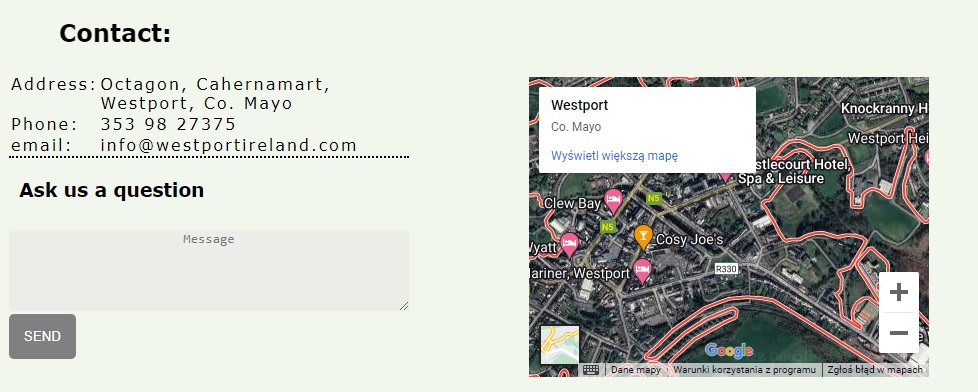 Contact:
Address: Octagon, Cahernamart,
Westport, Co. Mayo
Phone: 353 98 27375
email: info@westportireland.com
Ask us a question
Message
SEND
Westport
Co. Mayo
Wyświetl większą mapę
Knockranny H
Westport Hei
stlecourt Hotel,
Spa & Leisure
Clew Bay
N5
N5
Cosy Joe's
yatt
ariner, Westport
R330
+
−
Google
Dane mapy
Warunki korzystania z programu
Zgłoś błąd w mapach